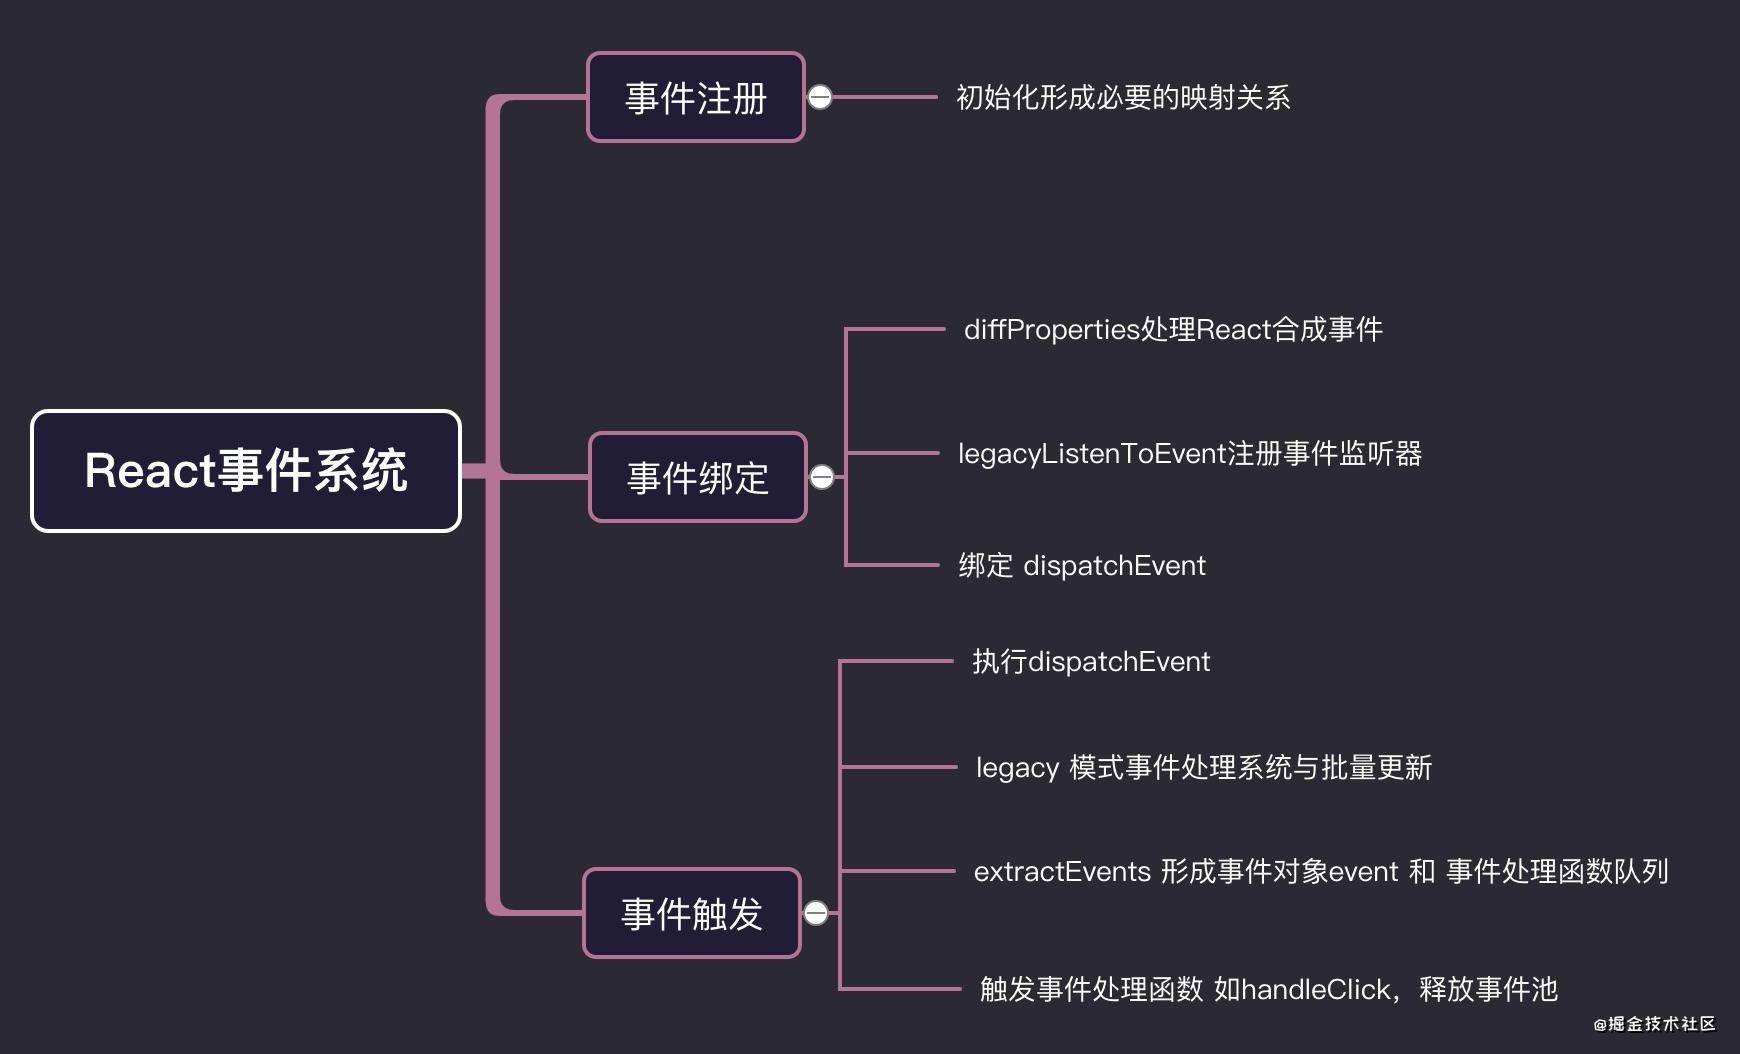 React事件系统
事件注册
初始化形成必要的映射关系
事件绑定
diffProperties处理React合成事件
legacyListenToEvent注册事件监听器
绑定 dispatchEvent
事件触发
执行dispatchEvent
legacy 模式事件处理系统与批量更新
extractEvents 形成事件对象event 和 事件处理函数队列
触发事件处理函数 如handleClick，释放事件池
@掘金技术社区